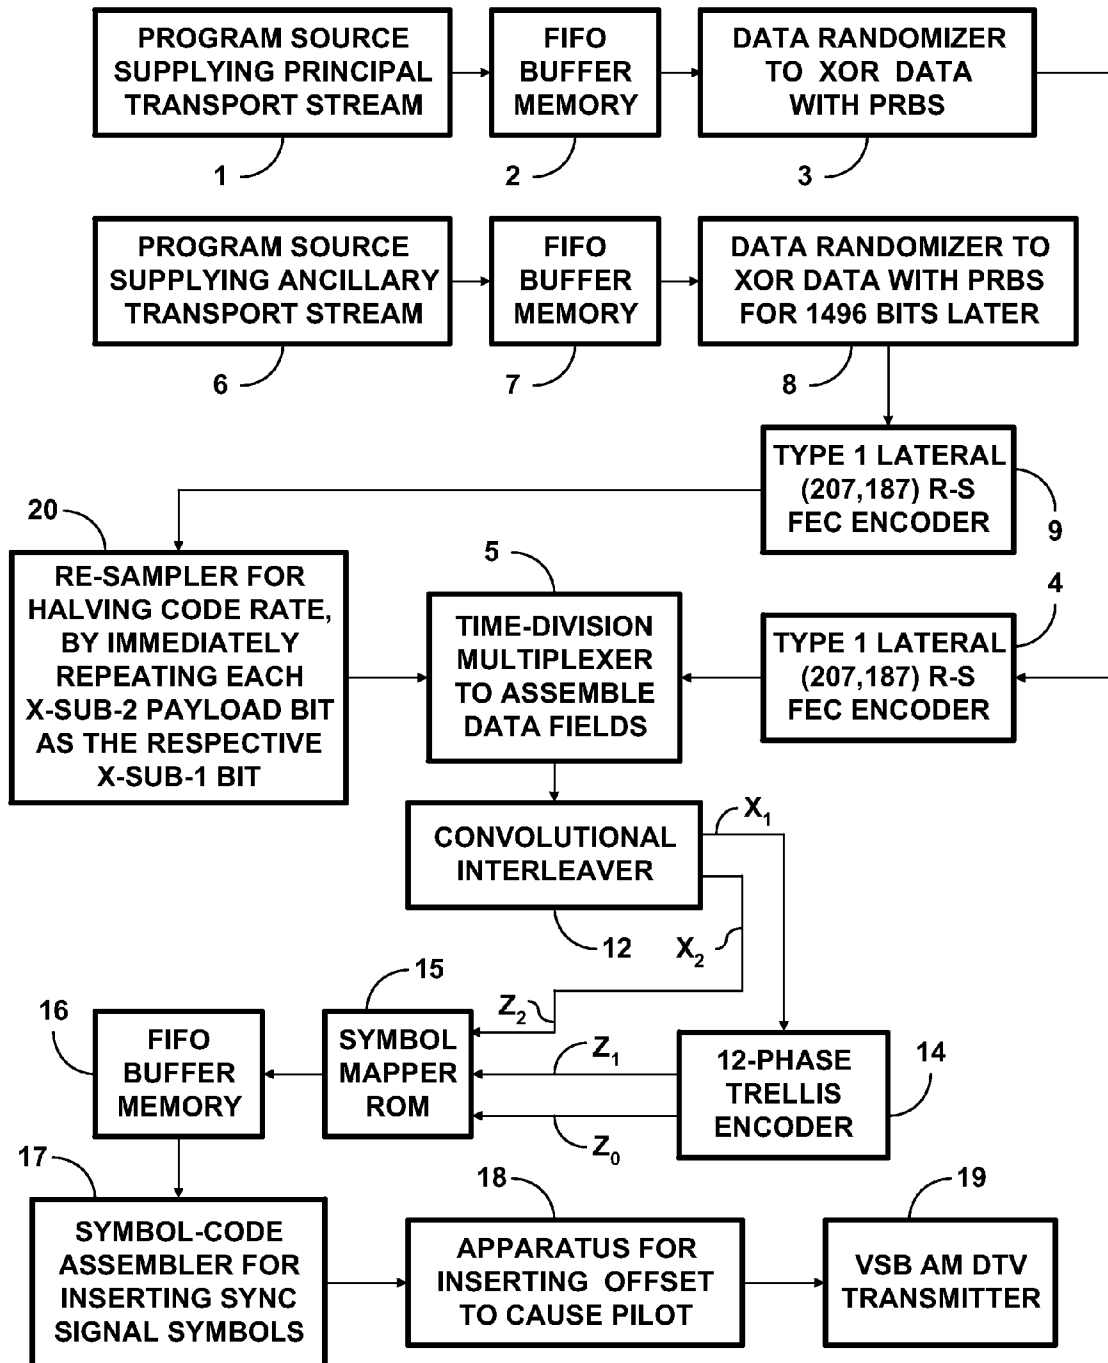 PROGRAM SOURCE
SUPPLYING PRINCIPAL
TRANSPORT STREAM
1
FIFO
BUFFER
MEMORY
2
DATA RANDOMIZER
TO XOR DATA
WITH PRBS
3
PROGRAM SOURCE
SUPPLYING ANCILLARY
TRANSPORT STREAM
6
FIFO
BUFFER
MEMORY
7
DATA RANDOMIZER TO
XOR DATA WITH PRBS
FOR 1496 BITS LATER
8
TYPE 1 LATERAL
(207,187) R-S
FEC ENCODER
9
20
RE-SAMPLER FOR
HALVING CODE RATE,
BY IMMEDIATELY
REPEATING EACH
X-SUB-2 PAYLOAD BIT
AS THE RESPECTIVE
X-SUB-1 BIT
5
TIME-DIVISION
MULTIPLEXER
TO ASSEMBLE
DATA FIELDS
4
TYPE 1 LATERAL
(207,187) R-S
FEC ENCODER
CONVOLUTIONAL
INTERLEAVER
12
X₁
X₂
Z₂
Z₁
Z₀
15
SYMBOL
MAPPER
ROM
16
FIFO
BUFFER
MEMORY
12-PHASE
TRELLIS
ENCODER
14
17
SYMBOL-CODE
ASSEMBLER FOR
INSERTING SYNC
SIGNAL SYMBOLS
18
APPARATUS FOR
INSERTING OFFSET
TO CAUSE PILOT
19
VSB AM DTV
TRANSMITTER